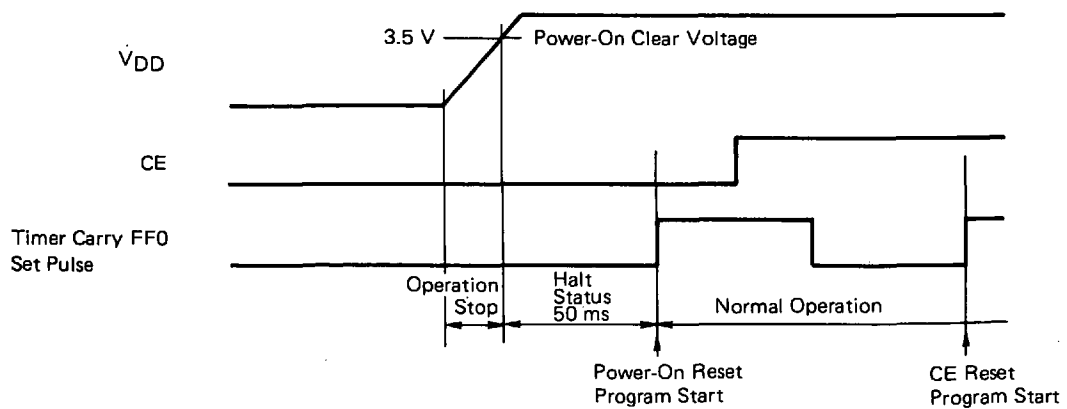 3.5 V
Power-On Clear Voltage
VDD
CE
Timer Carry FF0
Set Pulse
Operation
Stop
Halt
Status
50 ms
Normal Operation
Power-On Reset
Program Start
CE Reset
Program Start